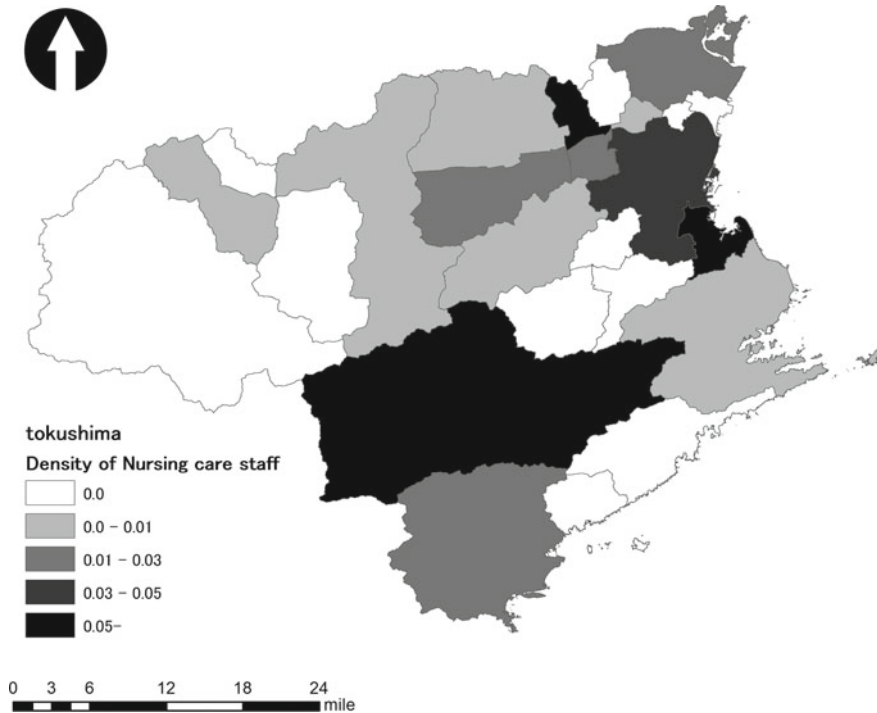 tokushima
Density of Nursing care staff
0.0
0.0 - 0.01
0.01 - 0.03
0.03 - 0.05
0.05-
0 3 6 12 18 24
mile